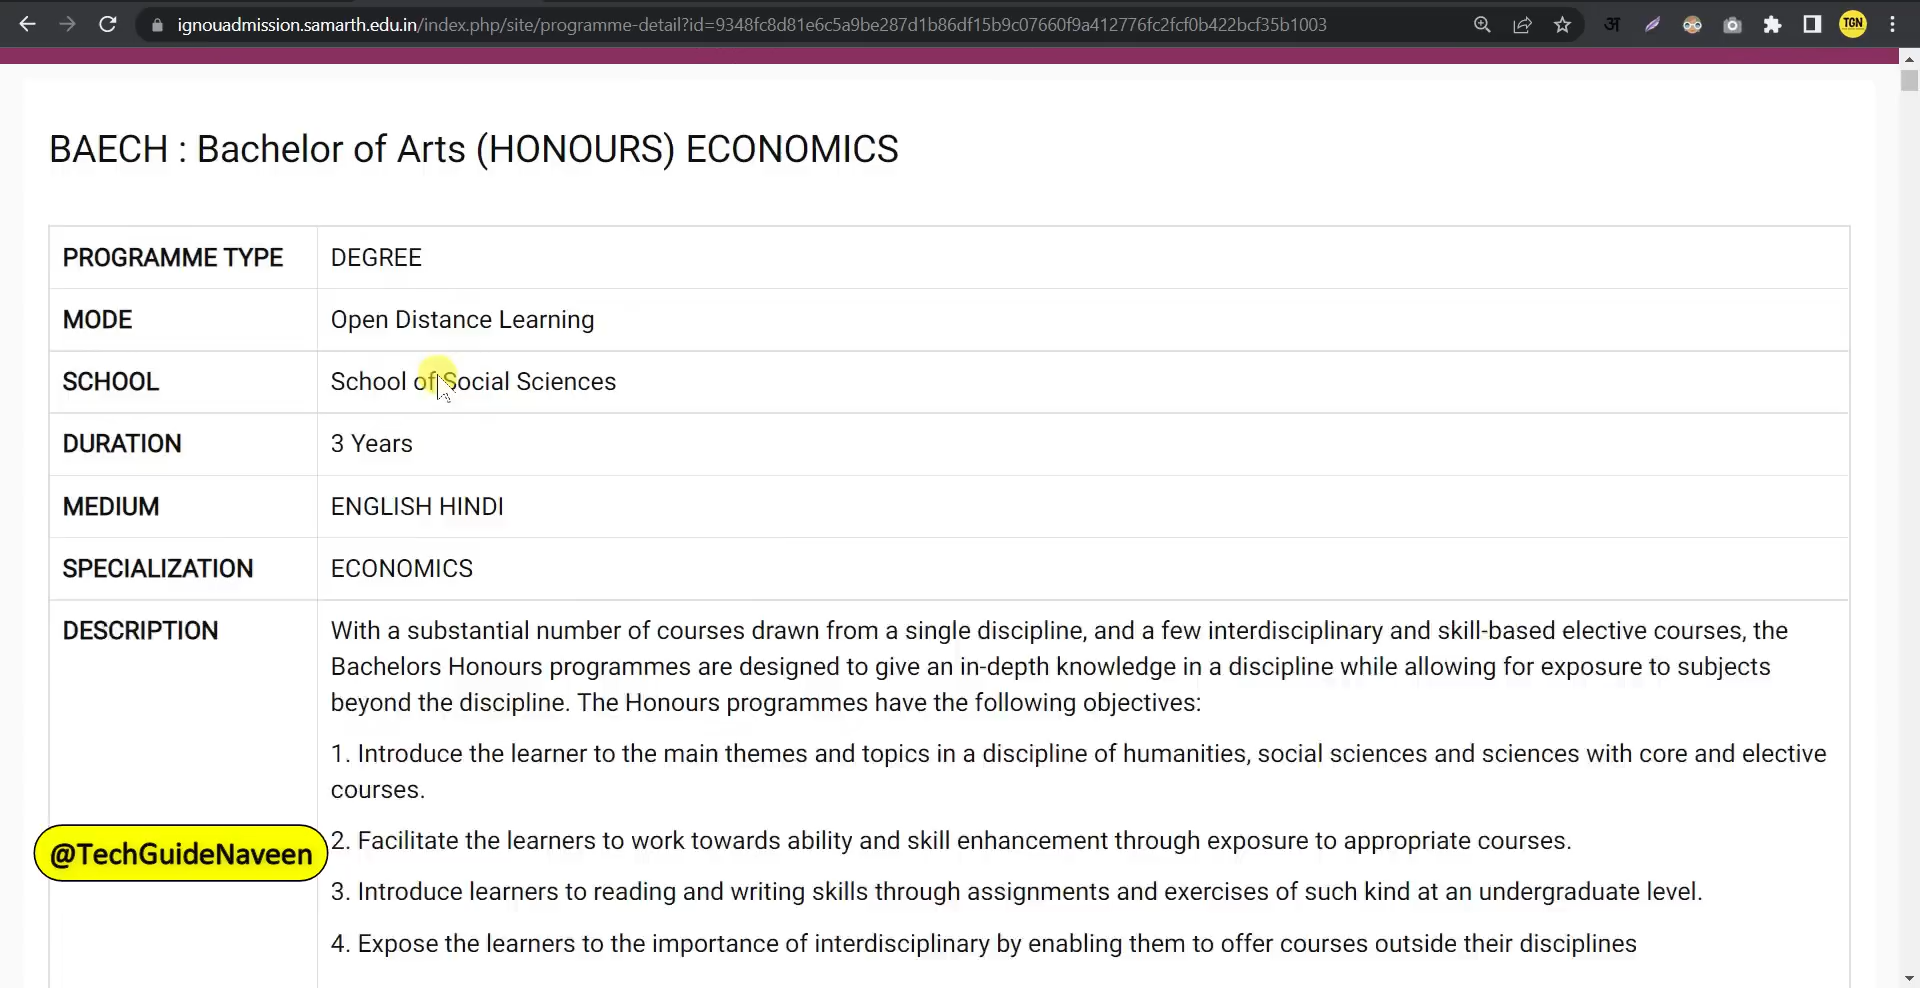 ignouadmission.samarth.edu.in/index.php/site/programme-detail?id=9348fc8d81e6c5a9be287d1b86df15b9c07660f9a412776fc2fcf0b422bcf35b1003
अ
TGN
BAECH : Bachelor of Arts (HONOURS) ECONOMICS
PROGRAMME TYPE DEGREE
MODE Open Distance Learning
SCHOOL School of Social Sciences
DURATION 3 Years
MEDIUM ENGLISH HINDI
SPECIALIZATION ECONOMICS
DESCRIPTION With a substantial number of courses drawn from a single discipline, and a few interdisciplinary and skill-based elective courses, the
Bachelors Honours programmes are designed to give an in-depth knowledge in a discipline while allowing for exposure to subjects
beyond the discipline. The Honours programmes have the following objectives:
1. Introduce the learner to the main themes and topics in a discipline of humanities, social sciences and sciences with core and elective
courses.
@TechGuideNaveen
2. Facilitate the learners to work towards ability and skill enhancement through exposure to appropriate courses.
3. Introduce learners to reading and writing skills through assignments and exercises of such kind at an undergraduate level.
4. Expose the learners to the importance of interdisciplinary by enabling them to offer courses outside their disciplines